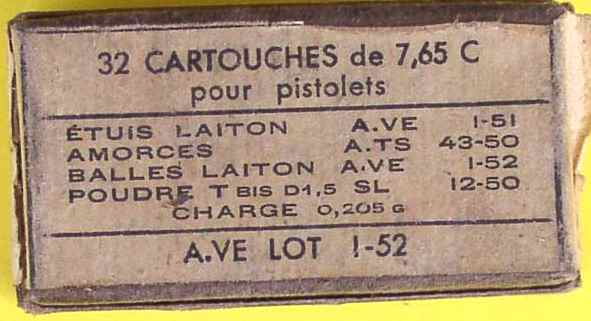 32 CARTOUCHES de 7,65 C
pour pistolets
ÉTUIS LAITON A.VE 1-51
AMORCES A.TS 43-50
BALLES LAITON A.VE 1-52
POUDRE T BIS D1,5 SL 12-50
CHARGE 0,205 G
A.VE LOT 1-52